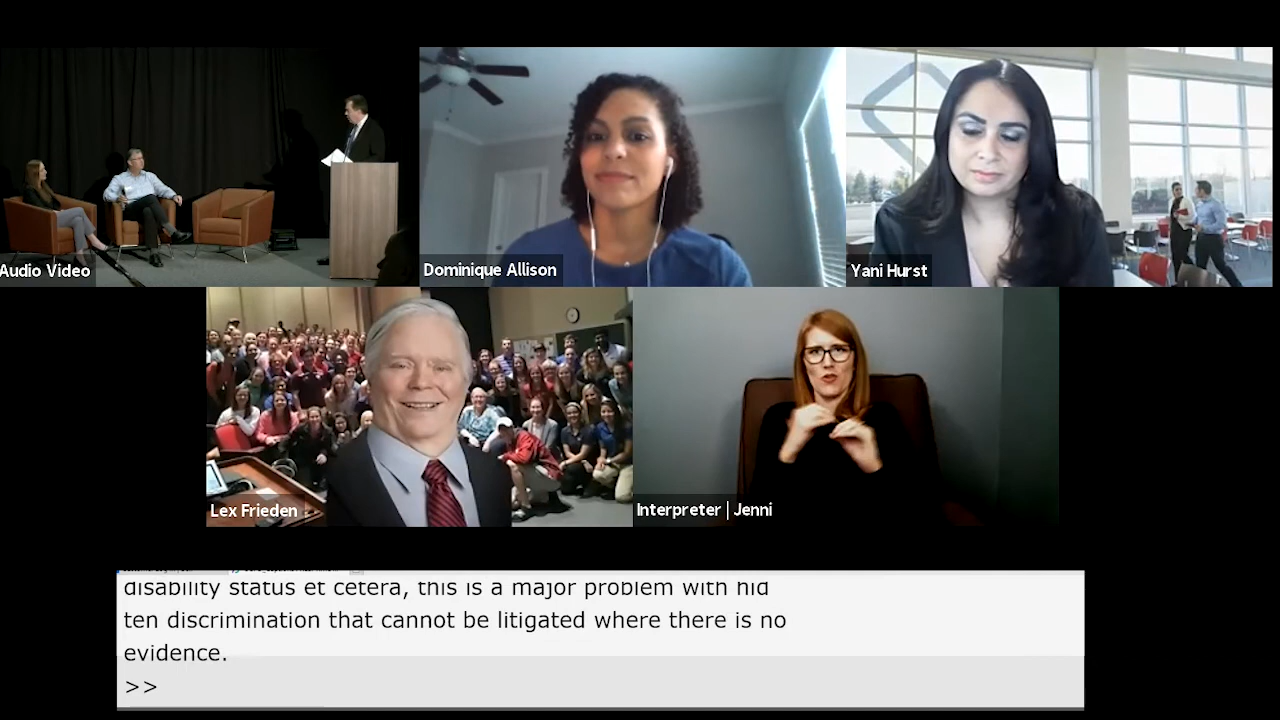 Audio Video
Dominique Allison
Yani Hurst
Lex Frieden
Interpreter | Jenni
disability status et cetera, this is a major problem with hid
ten discrimination that cannot be litigated where there is no
evidence.
>>